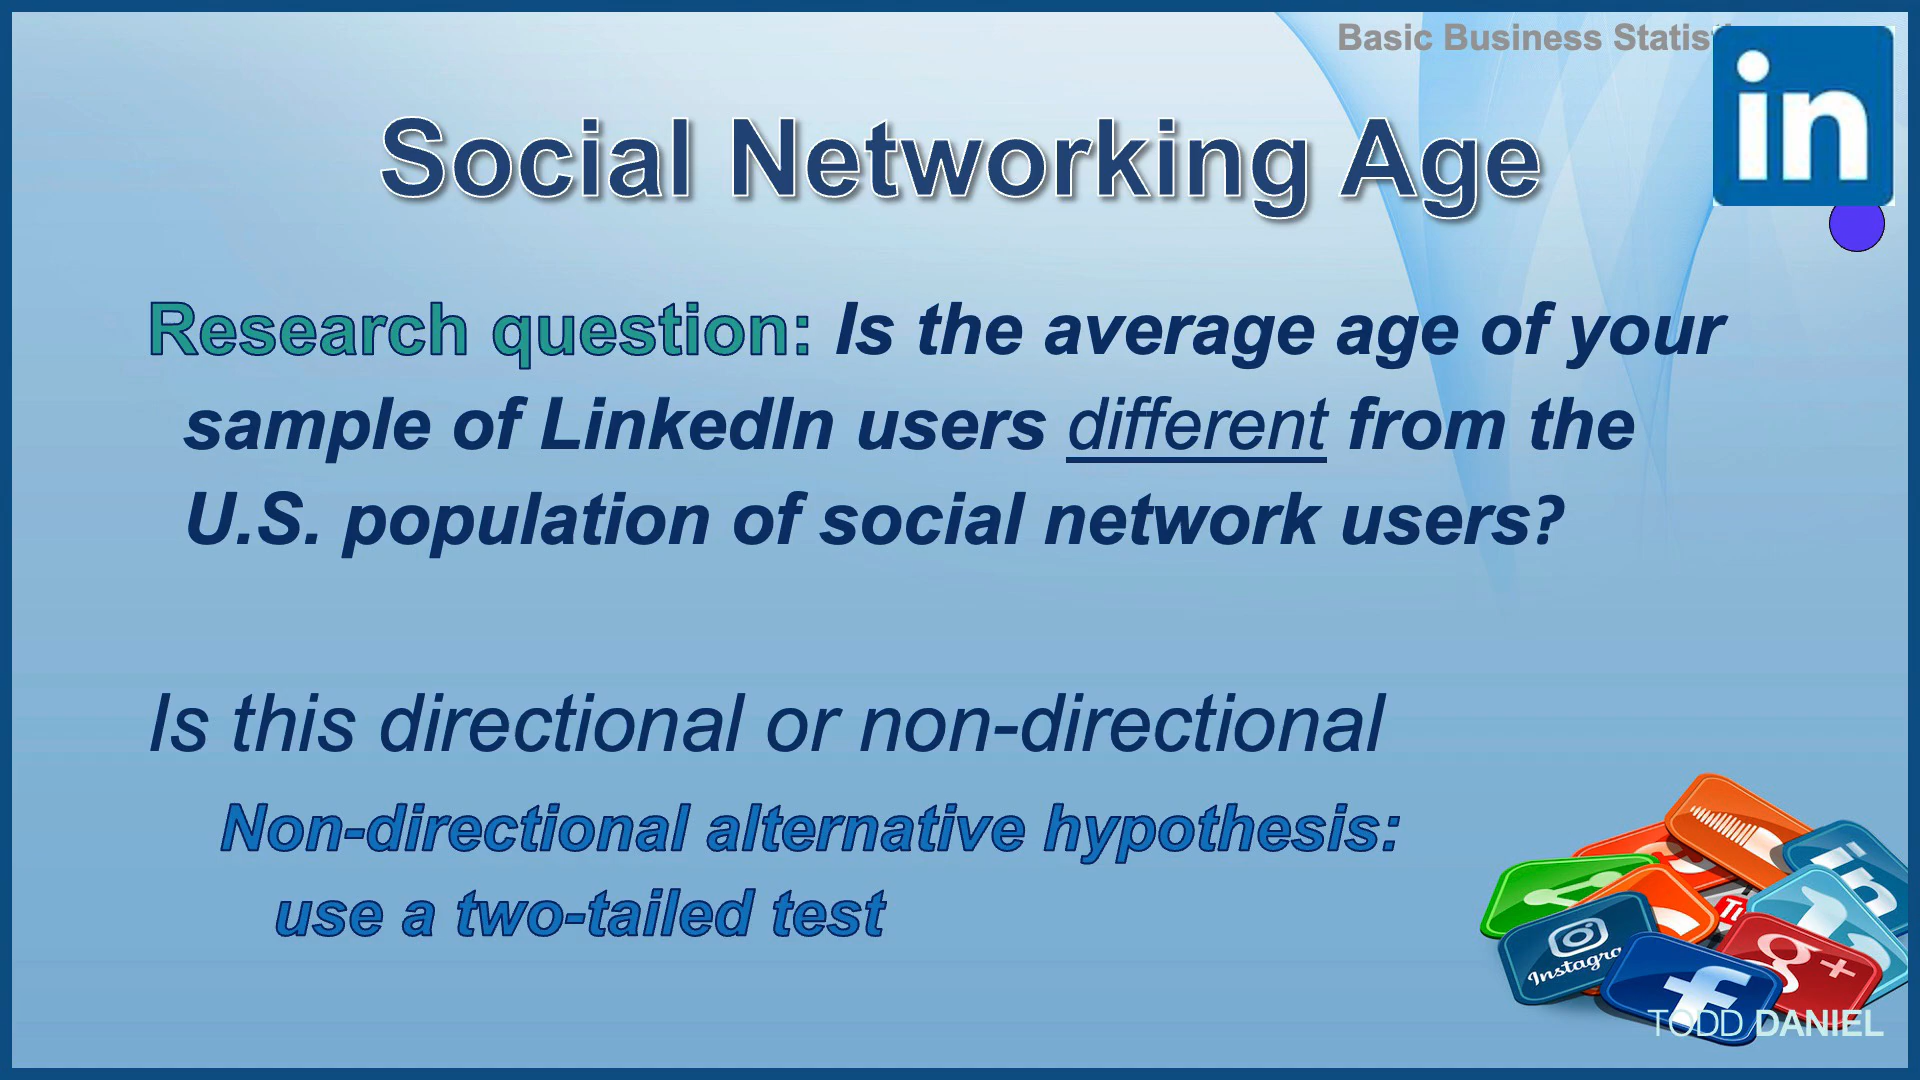 Basic Business
in
Social Networking Age
Research question: Is the average age of your
sample of LinkedIn users different from the
U.S. population of social network users?
Is this directional or non-directional
Non-directional alternative hypothesis:
use a two-tailed test
in
g+
f
TODD DANIEL